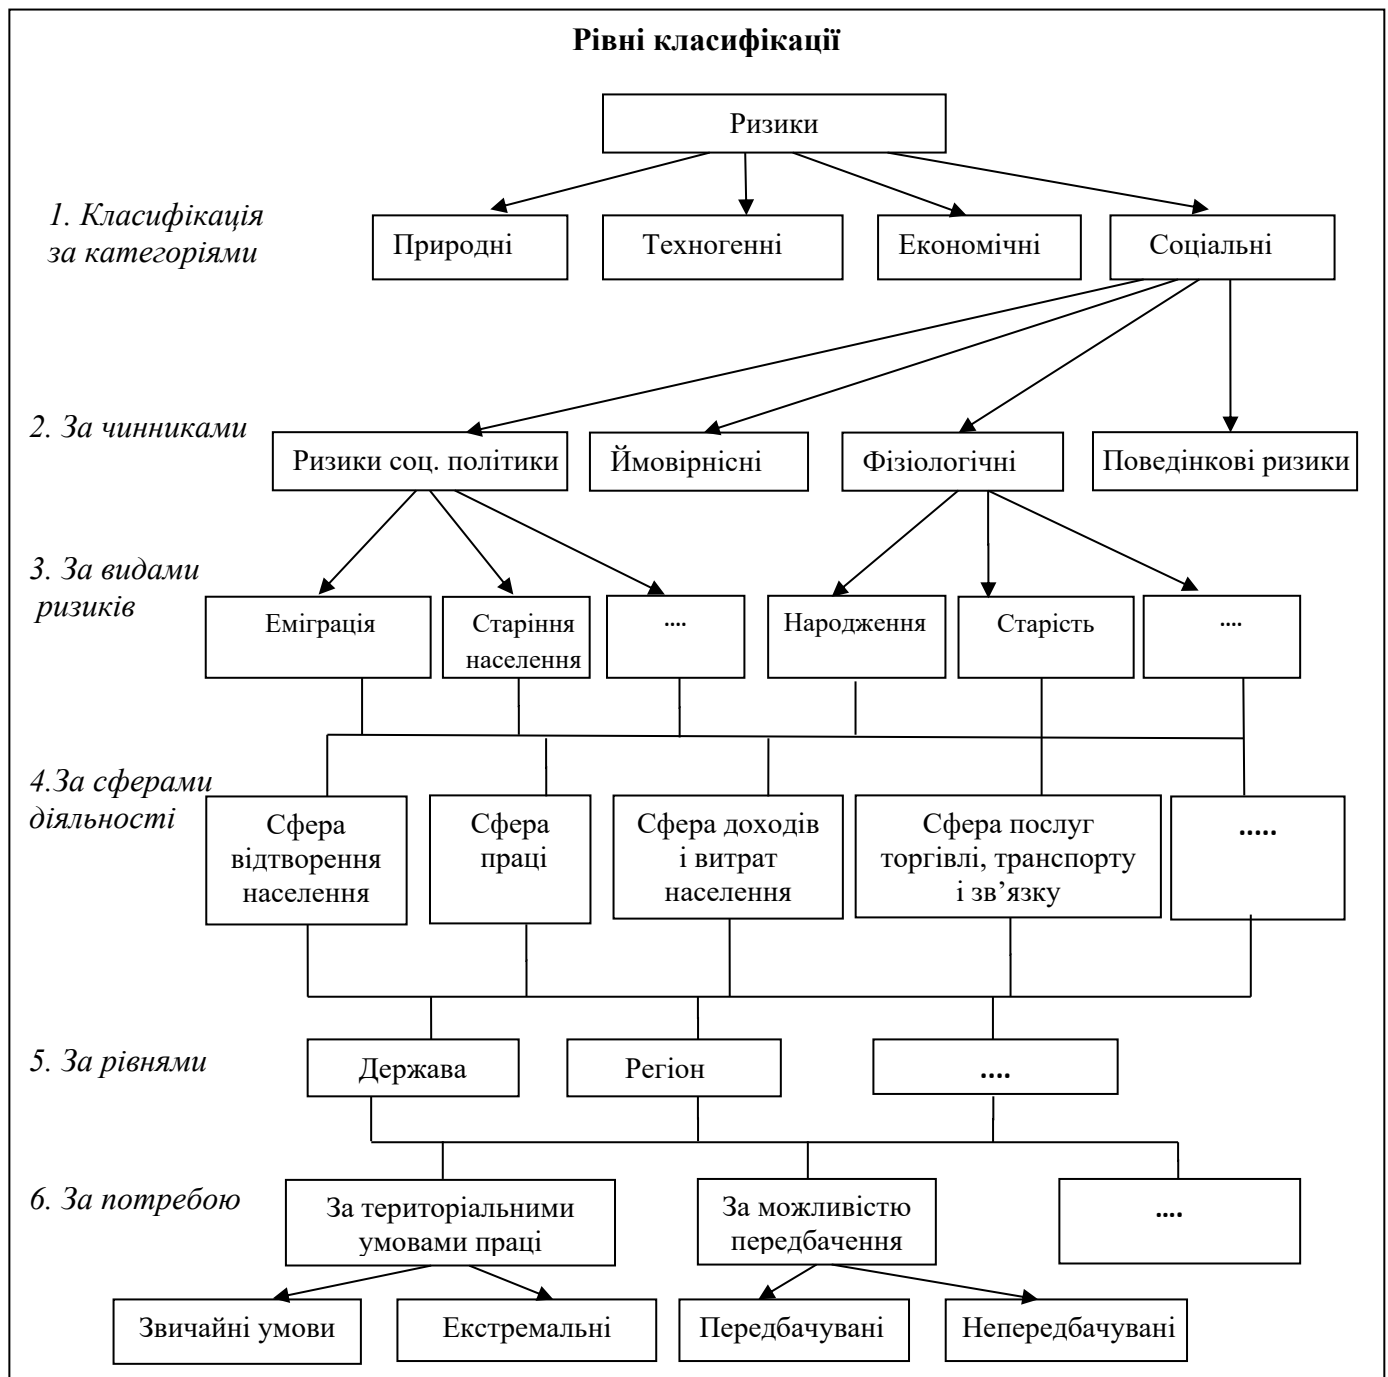 Рівні класифікації
Ризики
1. Класифікація
за категоріями
Природні
Техногенні
Економічні
Соціальні
2. За чинниками
Ризики соц. політики
Ймовірнісні
Фізіологічні
Поведінкові ризики
3. За видами
ризиків
Еміграція
Старіння
населення
....
Народження
Старість
....
4.За сферами
діяльності
Сфера
відтворення
населення
Сфера
праці
Сфера доходів
і витрат
населення
Сфера послуг
торгівлі, транспорту
і зв’язку
.....
5. За рівнями
Держава
Регіон
....
6. За потребою
За територіальними
умовами праці
За можливістю
передбачення
....
Звичайні умови
Екстремальні
Передбачувані
Непередбачувані